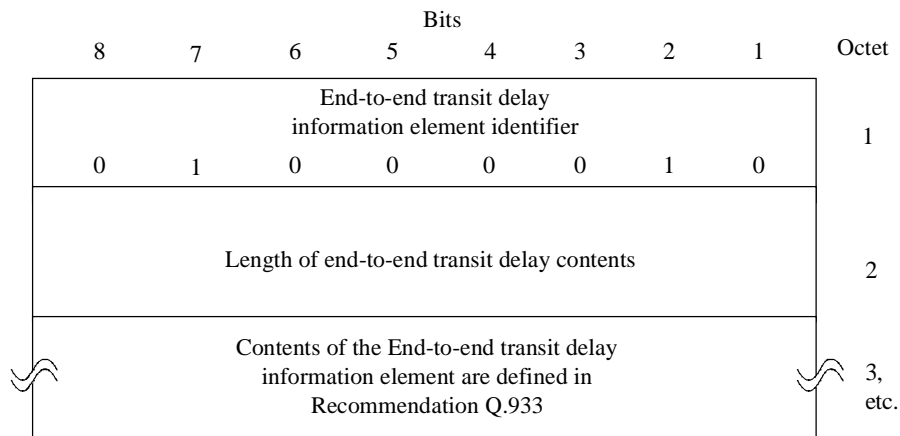 Bits
8 7 6 5 4 3 2 1 Octet
End-to-end transit delay
information element identifier
1
0 1 0 0 0 0 1 0
Length of end-to-end transit delay contents
2
Contents of the End-to-end transit delay
information element are defined in
3,
Recommendation Q.933
etc.